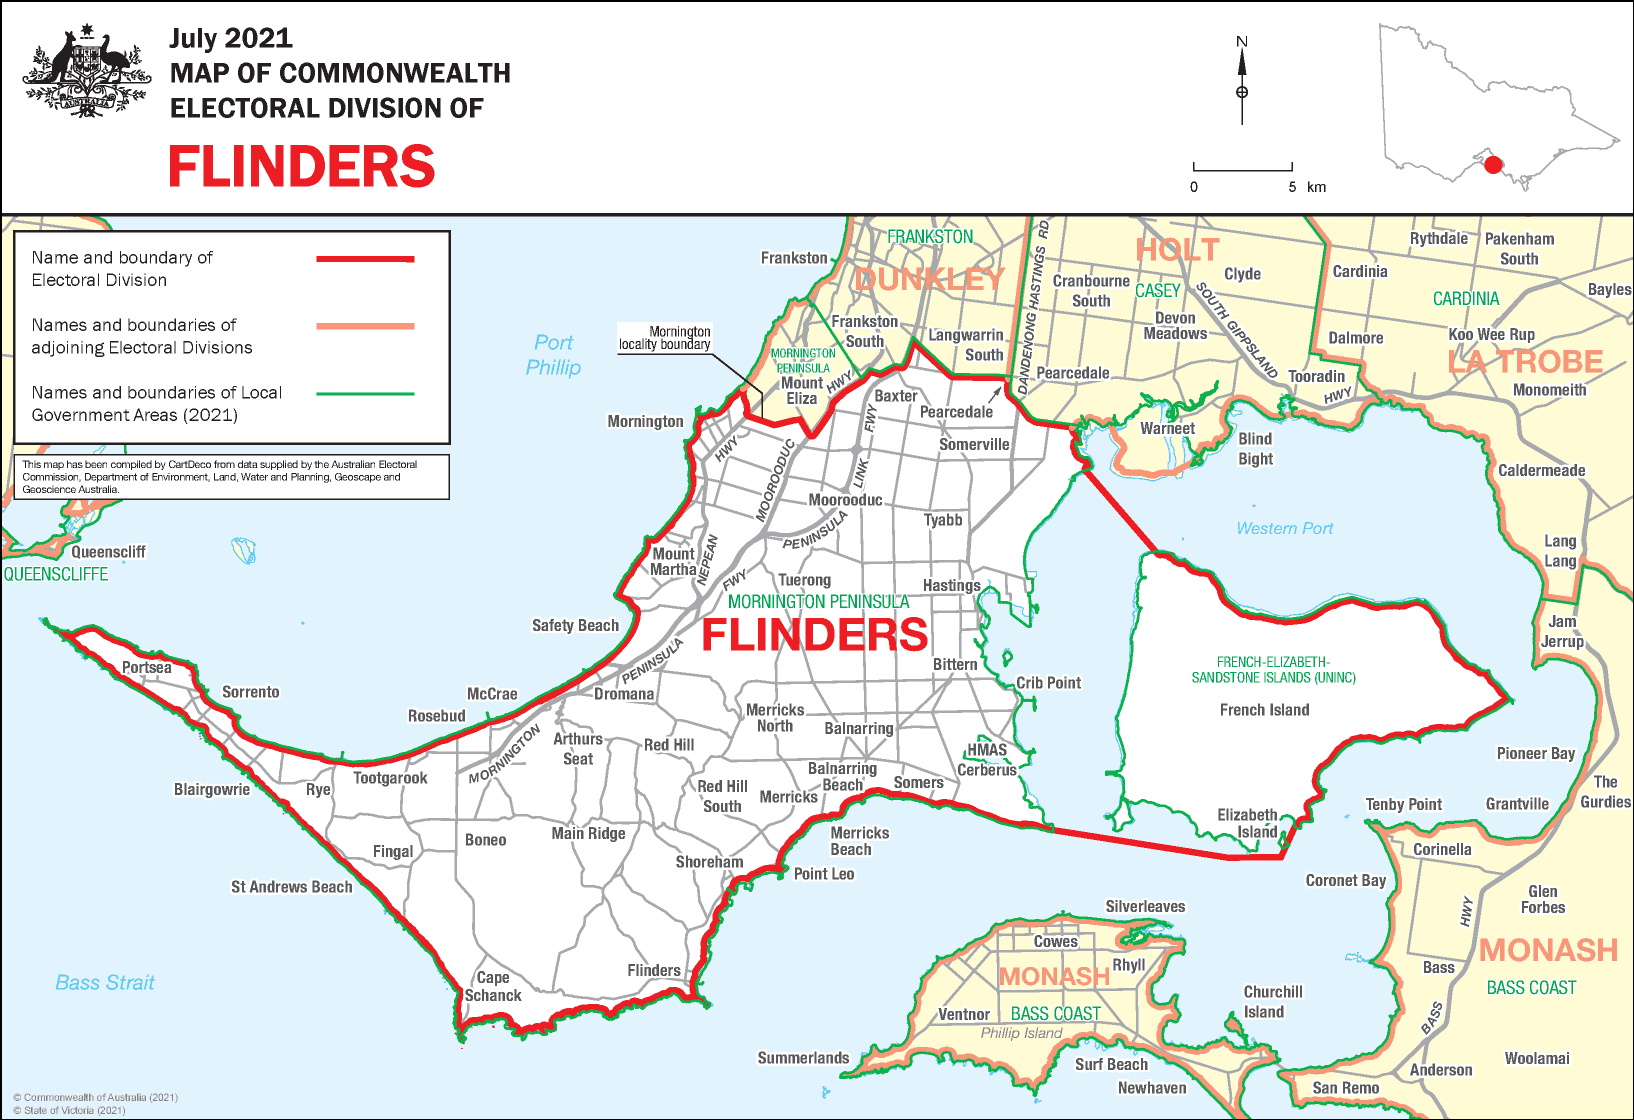 July 2021
MAP OF COMMONWEALTH
ELECTORAL DIVISION OF
FLINDERS
AUSTRALIA
N
0 5 km
Name and boundary of
Electoral Division
Names and boundaries of
adjoining Electoral Divisions
Names and boundaries of Local
Government Areas (2021)
This map has been compiled by CartDeco from data supplied by the Australian Electoral
Commission, Department of Environment, Land, Water and Planning, Geoscape and
Geoscience Australia.
Port
Phillip
Mornington
locality boundary
Frankston
FRANKSTON
DUNKLEY
Frankston
South
Langwarrin
South
MORNINGTON
PENINSULA
Mount
Eliza
HWY
Baxter
Pearcedale
Somerville
DANDENONG HASTINGS RD
HOLT
Cranbourne
South
CASEY
Clyde
Devon
Meadows
SOUTH GIPPSLAND
HWY
Pearcedale
Tooradin
Warneet
Blind
Bight
Rythdale
Pakenham
South
Cardinia
CARDINIA
Bayles
Dalmore
Koo Wee Rup
LA TROBE
Monomeith
Caldermeade
Western Port
Lang
Lang
Jam
Jerrup
Mornington
HWY
MOOROODUC
FWY
LINK
Moorooduc
PENINSULA
Tyabb
Mount
Martha
NEPEAN
FWY
Tuerong
Hastings
MORNINGTON PENINSULA
FLINDERS
Queenscliff
QUEENSCLIFFE
Safety Beach
PENINSULA
Bittern
Crib Point
FRENCH-ELIZABETH-
SANDSTONE ISLANDS (UNINC)
French Island
Portsea
Sorrento
McCrae
Dromana
Rosebud
Merricks
North
Balnarring
Arthurs
Seat
Red Hill
HMAS
Cerberus
MORNINGTON
Blairgowrie
Rye
Tootgarook
Balnarring
Beach
Somers
Red Hill
South
Merricks
Merricks
Beach
Elizabeth
Island
Pioneer Bay
The
Gurdies
Tenby Point
Grantville
Corinella
Boneo
Main Ridge
Fingal
Shoreham
Point Leo
St Andrews Beach
Coronet Bay
Glen
Forbes
HWY
MONASH
BASS COAST
Bass
BASS
Silverleaves
Cowes
MONASH
Rhyll
Ventnor
BASS COAST
Phillip Island
Churchill
Island
Summerlands
Surf Beach
Newhaven
San Remo
Anderson
Woolamai
Bass Strait
Flinders
Cape
Schanck
© Commonwealth of Australia (2021)
© State of Victoria (2021)